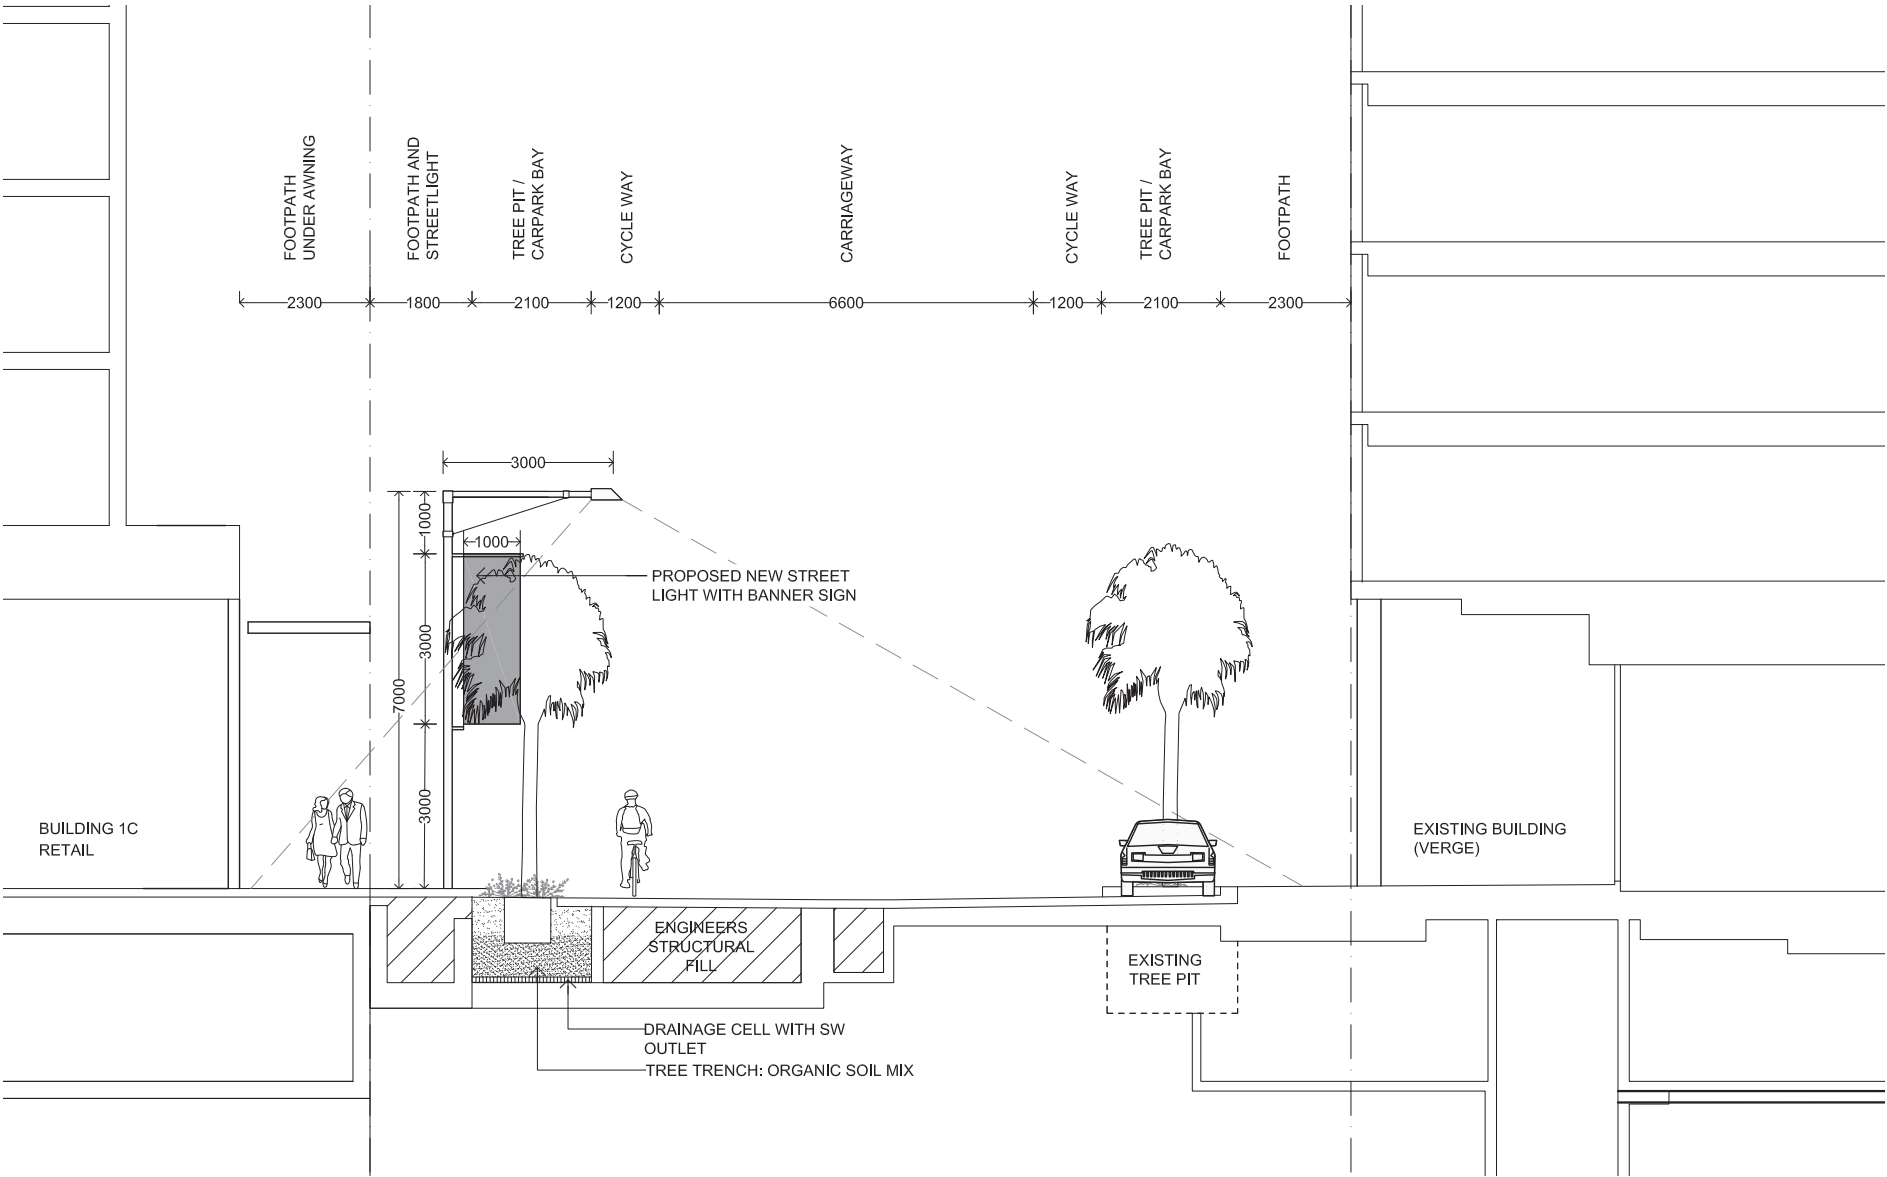 FOOTPATH
UNDER AWNING
FOOTPATH AND
STREETLIGHT
TREE PIT /
CARPARK BAY
CYCLE WAY
CARRIAGEWAY
CYCLE WAY
TREE PIT /
CARPARK BAY
FOOTPATH
2300
1800
2100
1200
6600
1200
2100
2300
3000
1000
1000
PROPOSED NEW STREET
LIGHT WITH BANNER SIGN
3000
7000
3000
BUILDING 1C
RETAIL
EXISTING BUILDING
(VERGE)
ENGINEERS
STRUCTURAL
FILL
EXISTING
TREE PIT
DRAINAGE CELL WITH SW
OUTLET
TREE TRENCH: ORGANIC SOIL MIX